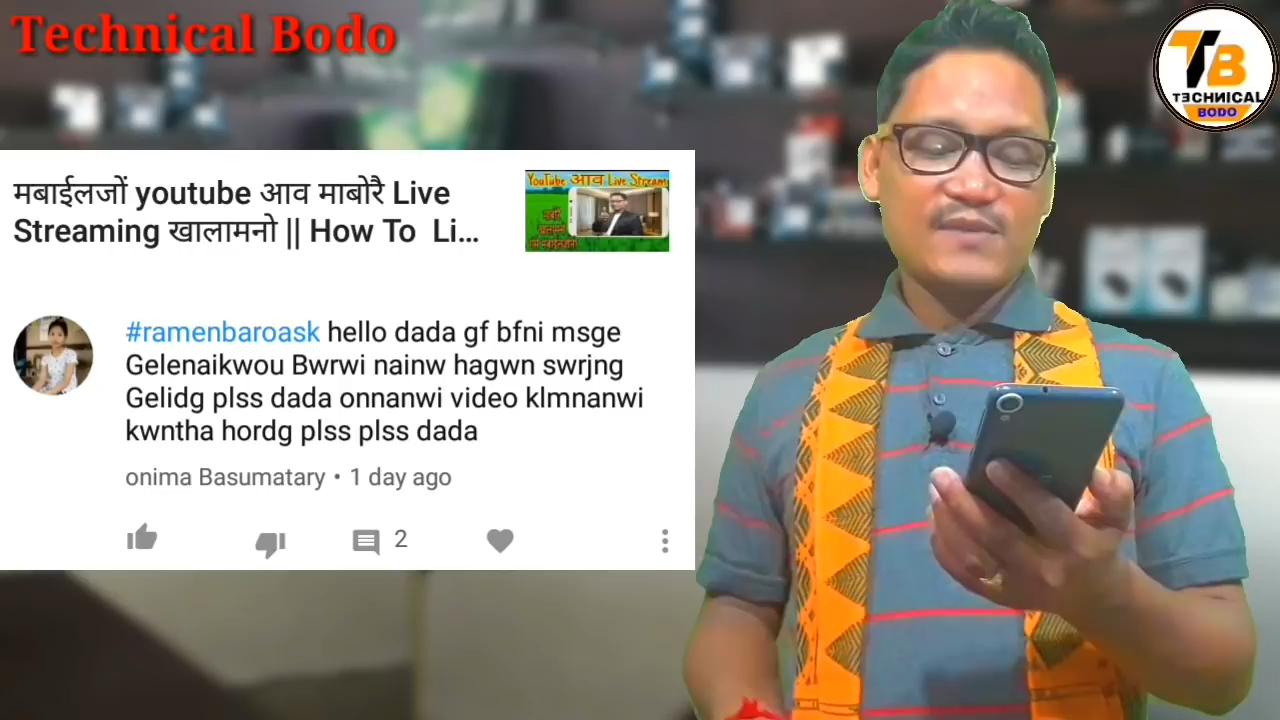 Technical Bodo
TB
TECHNICAL
BODO
मबाईलजों youtube आव माबोरै Live
Streaming खालामनो || How To Li...
YouTube आव Live Stream
#ramenbaroask hello dada gf bfni msge
Gelenaikwou Bwrwi nainw hagwn swrjng
Gelidg plss dada onnanwi video klmnanwi
kwntha hordg plss plss dada
onima Basumatary • 1 day ago
2